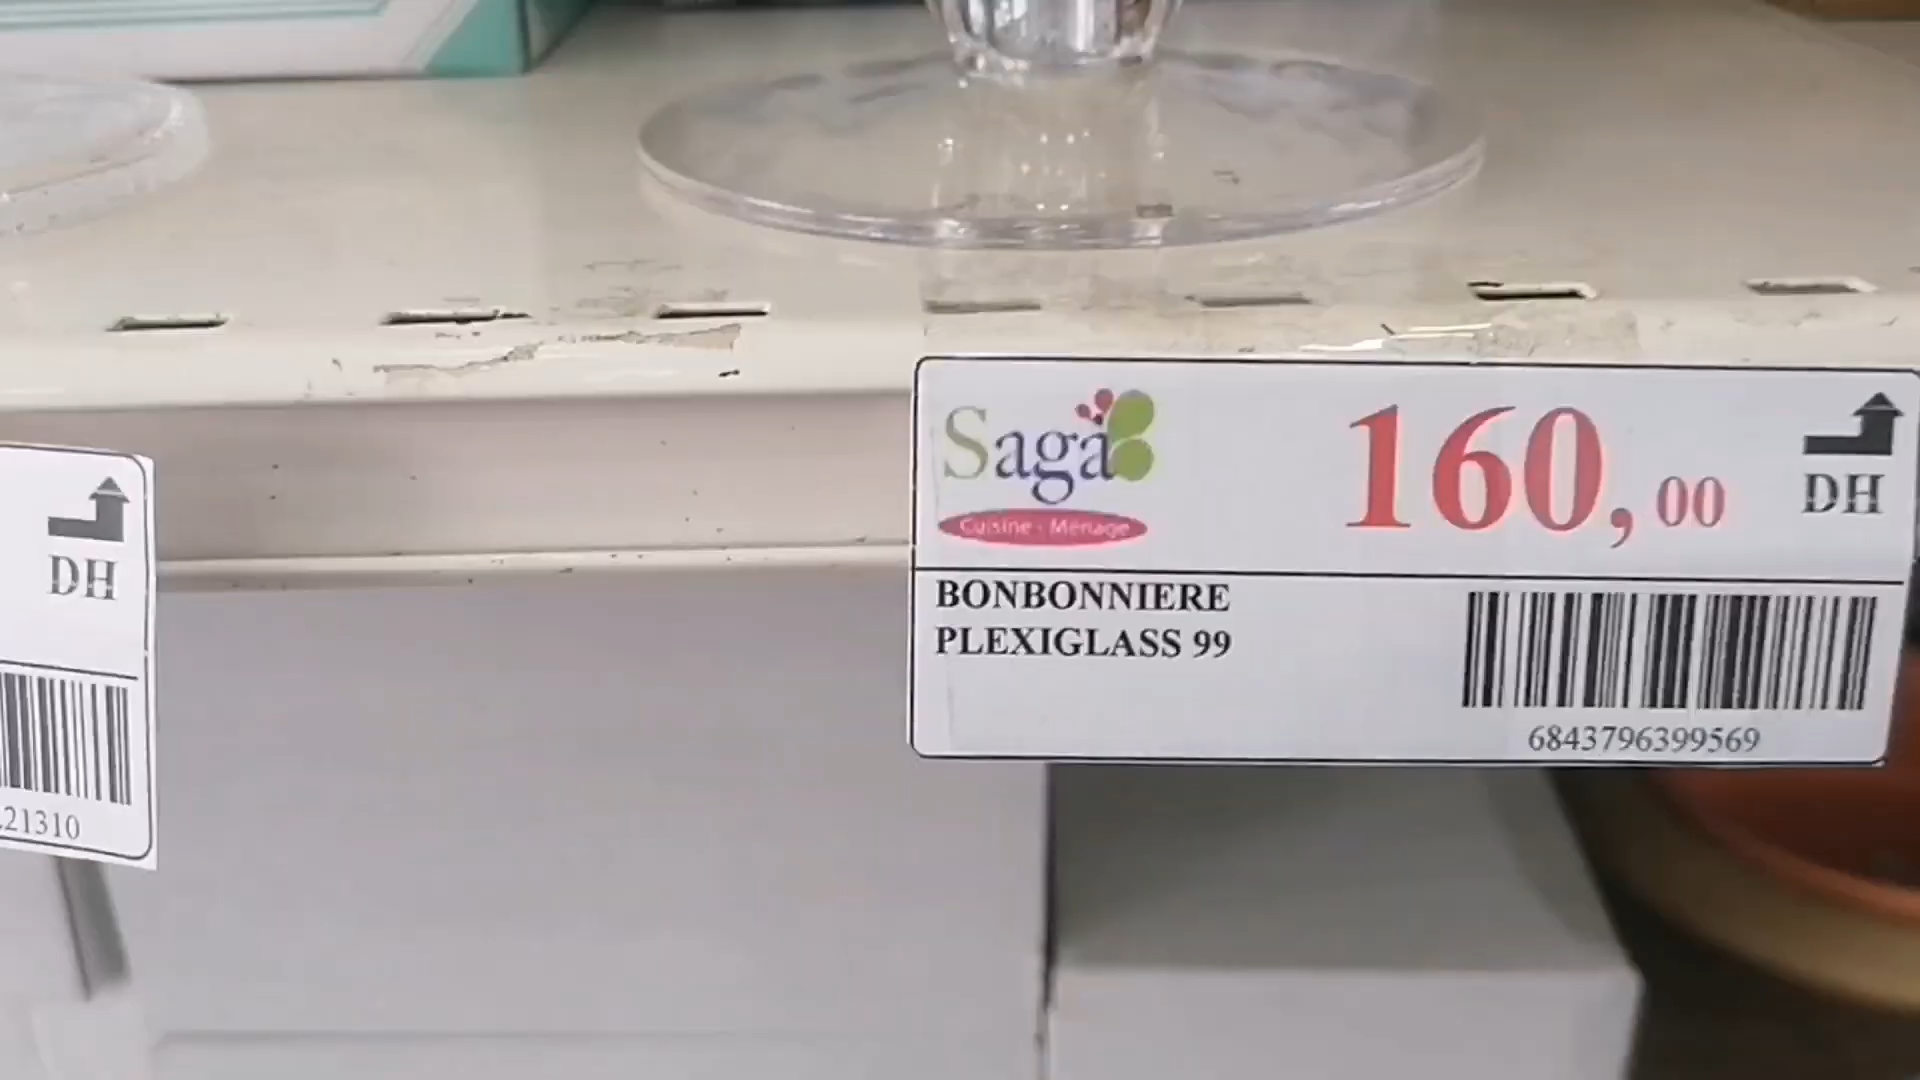 DH
21310
Saga
Cuisine - Ménage
160,00
DH
BONBONNIERE
PLEXIGLASS 99
6843796399569